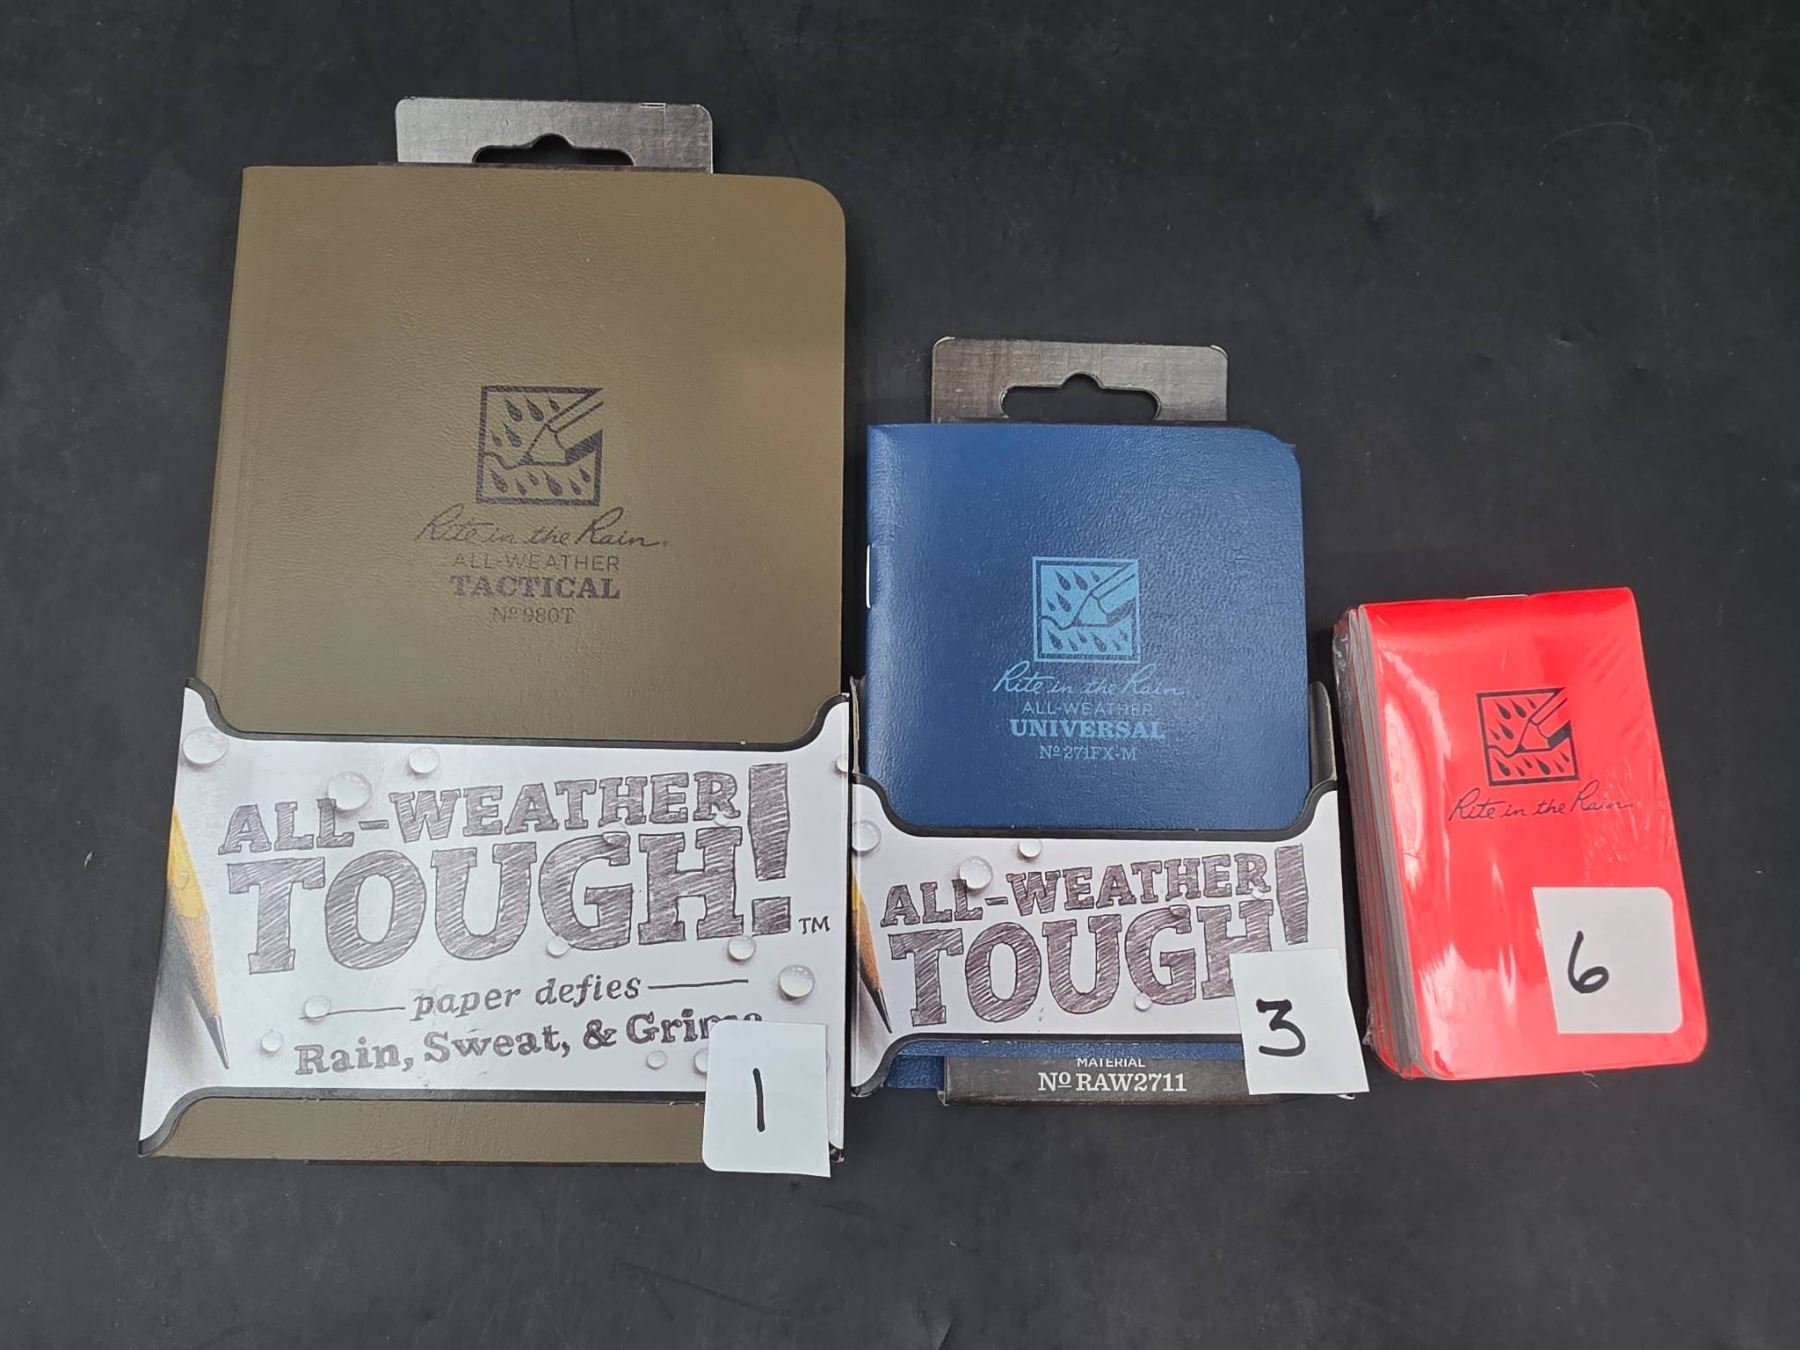 Rite in the Rain
ALL-WEATHER
TACTICAL
Nº 980T
ALL-WEATHER
TOUGH!™
paper defies
Rain, Sweat, &
1
Rite in the Rain
ALL-WEATHER
UNIVERSAL
Nº 271FX-M
ALL-WEATHER
TOUGH!
MATERIAL
Nº RAW2711
3
Rite in the Rain
6